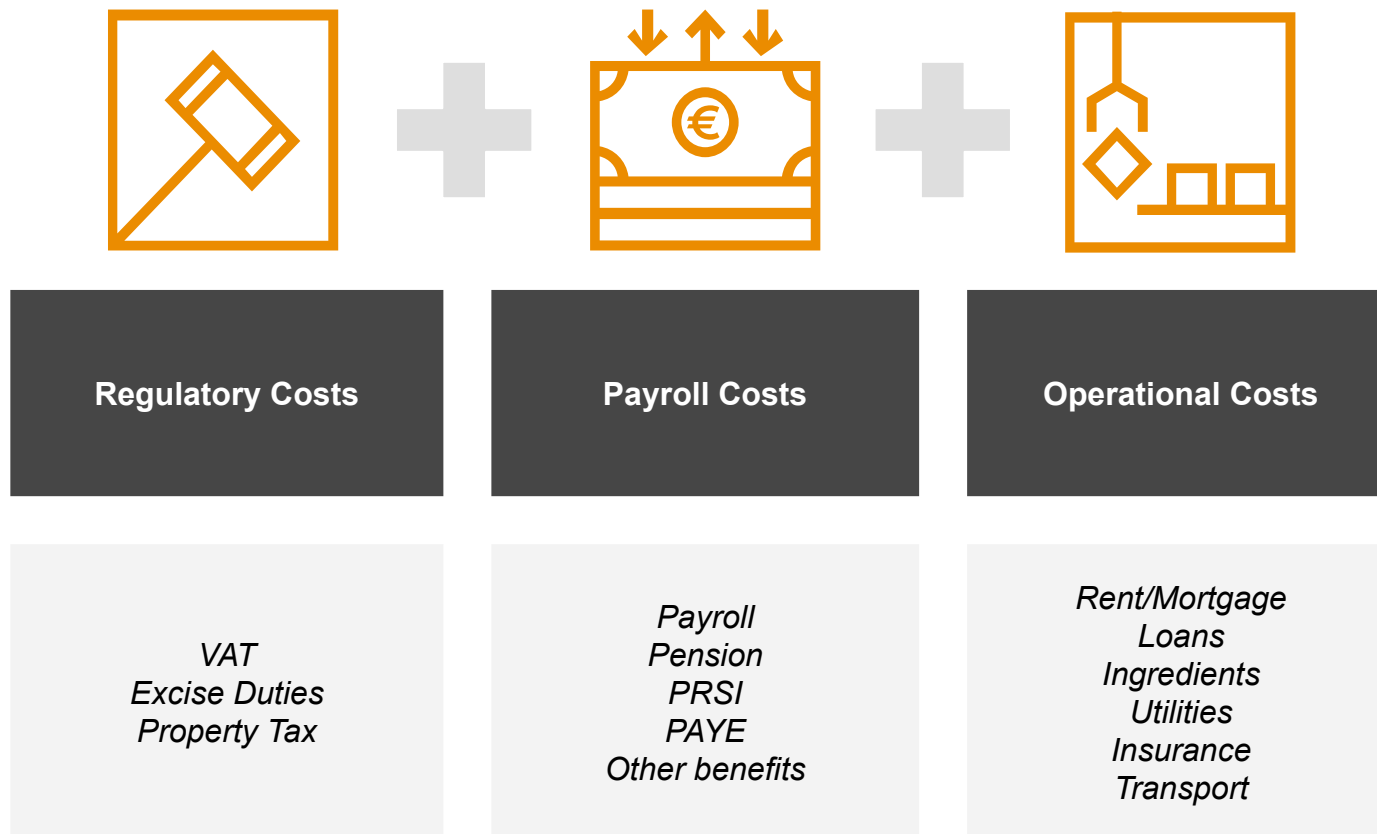 €
Regulatory Costs
Payroll Costs
Operational Costs
VAT
Excise Duties
Property Tax
Payroll
Pension
PRSI
PAYE
Other benefits
Rent/Mortgage
Loans
Ingredients
Utilities
Insurance
Transport